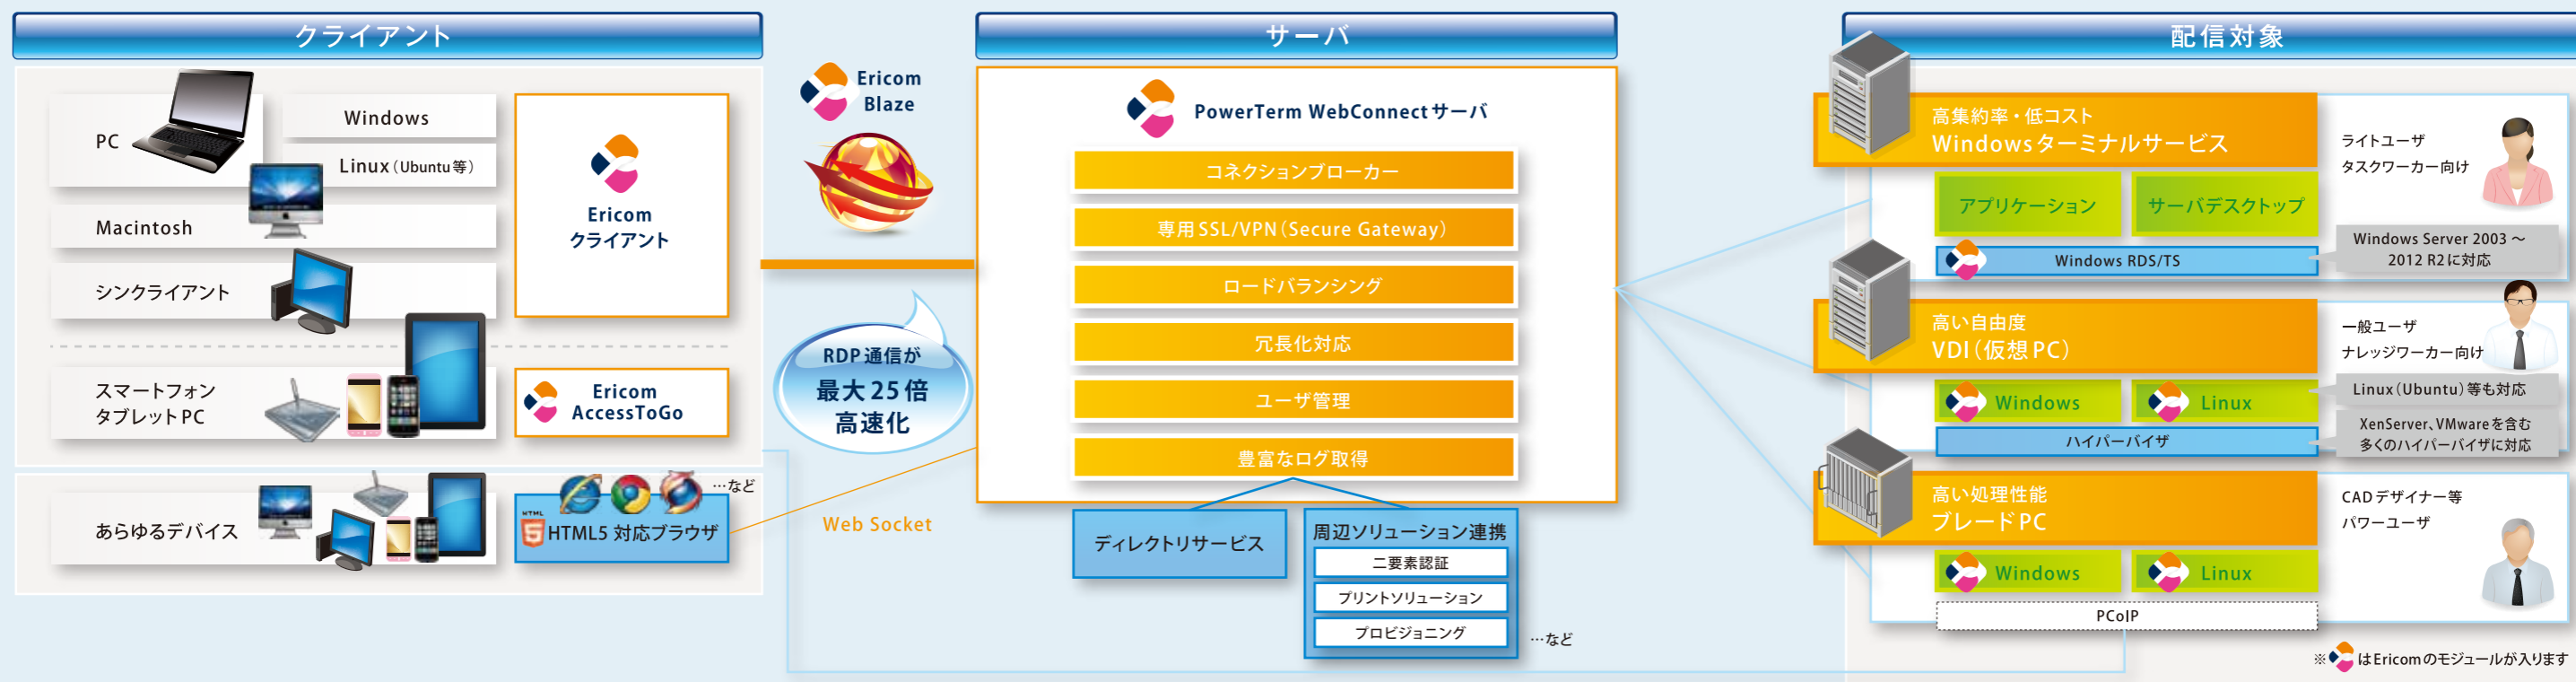 クライアント
PC
Windows
Linux（Ubuntu等）
Macintosh
シンクライアント
Ericom
クライアント
スマートフォン
タブレットPC
Ericom
AccessToGo
あらゆるデバイス
…など
HTML
5
HTML5 対応ブラウザ
Ericom
Blaze
RDP通信が
最大25倍
高速化
Web Socket
サーバ
PowerTerm WebConnectサーバ
コネクションブローカー
専用SSL/VPN（Secure Gateway）
ロードバランシング
冗長化対応
ユーザ管理
豊富なログ取得
ディレクトリサービス
周辺ソリューション連携
二要素認証
プリントソリューション
プロビジョニング
…など
配信対象
高集約率・低コスト
Windowsターミナルサービス
アプリケーション
サーバデスクトップ
Windows RDS/TS
ライトユーザ
タスクワーカー向け
Windows Server 2003 ～
2012 R2に対応
高い自由度
VDI（仮想PC）
Windows
Linux
ハイパーバイザ
一般ユーザ
ナレッジワーカー向け
Linux（Ubuntu）等も対応
XenServer、VMwareを含む
多くのハイパーバイザに対応
高い処理性能
ブレードPC
Windows
Linux
PCoIP
CADデザイナー等
パワーユーザ
※はEricomのモジュールが入ります